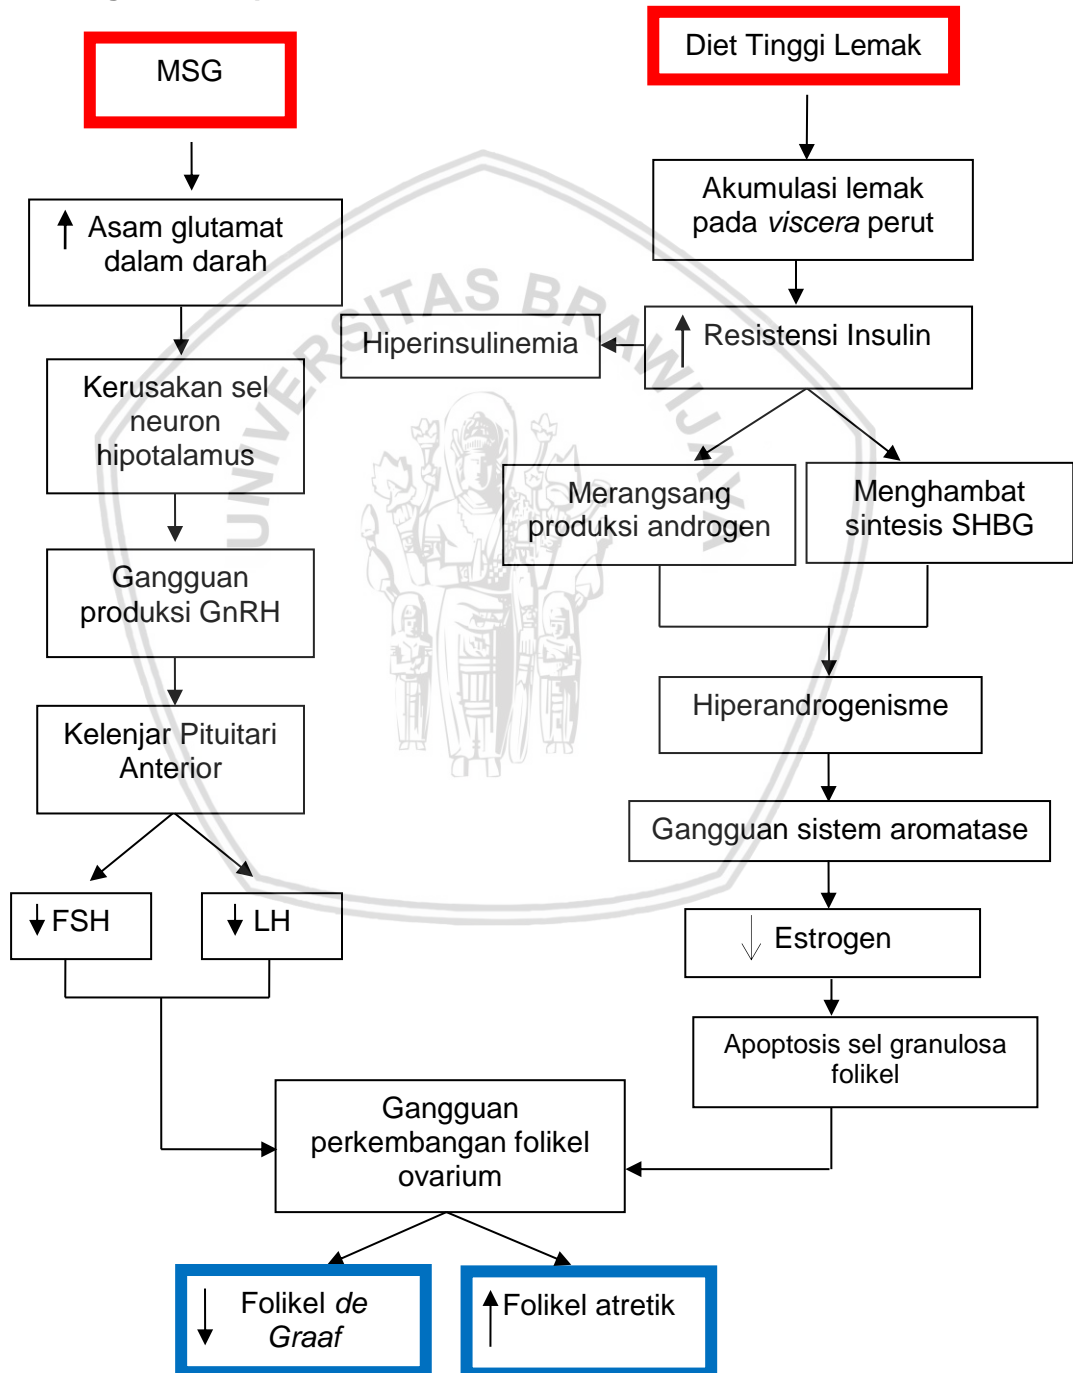 MSG
Diet Tinggi Lemak
↑ Asam glutamat
dalam darah
Akumulasi lemak
pada viscera perut
Hiperinsulinemia
↑ Resistensi Insulin
Kerusakan sel
neuron
hipotalamus
Merangsang
produksi androgen
Menghambat
sintesis SHBG
Gangguan
produksi GnRH
Hiperandrogenisme
Kelenjar Pituitari
Anterior
Gangguan sistem aromatase
↓ FSH
↓ LH
↓ Estrogen
Apoptosis sel granulosa
folikel
Gangguan
perkembangan folikel
ovarium
↓ Folikel de
Graaf
↑ Folikel atretik
UNIVERSITAS BRAWIJAYA